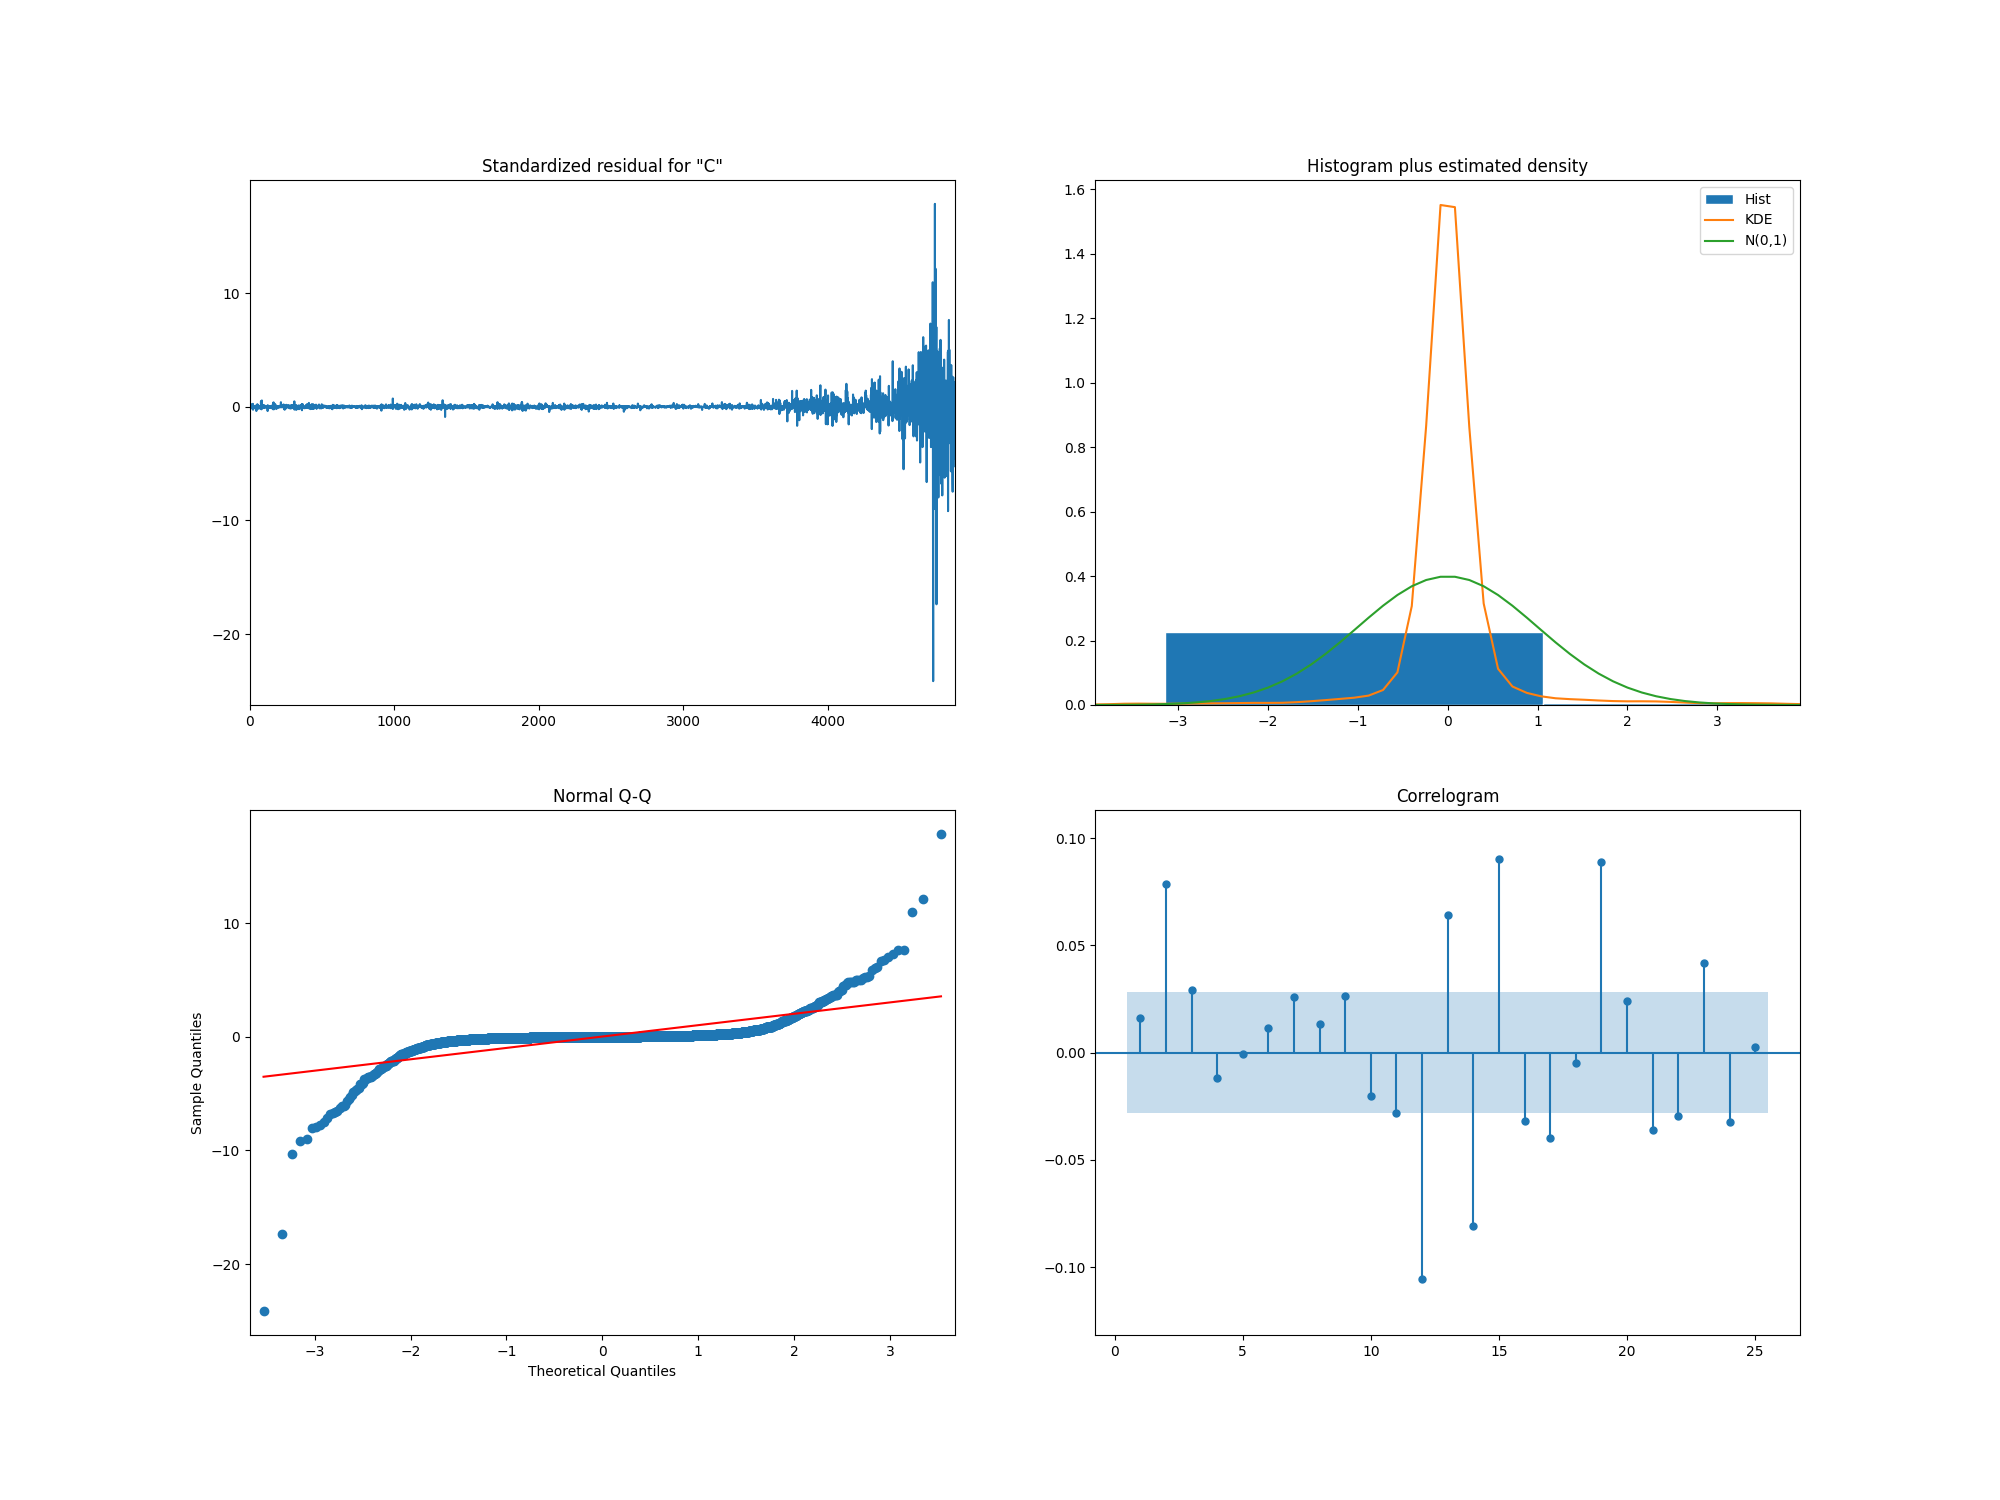 Standardized residual for "C"
10
0
−10
−20
0 1000 2000 3000 4000
Histogram plus estimated density
Hist
KDE
N(0,1)
1.6
1.4
1.2
1.0
0.8
0.6
0.4
0.2
0.0
−3 −2 −1 0 1 2 3
Normal Q-Q
Sample Quantiles
10
0
−10
−20
−3 −2 −1 0 1 2 3
Theoretical Quantiles
Correlogram
0.10
0.05
0.00
−0.05
−0.10
0 5 10 15 20 25